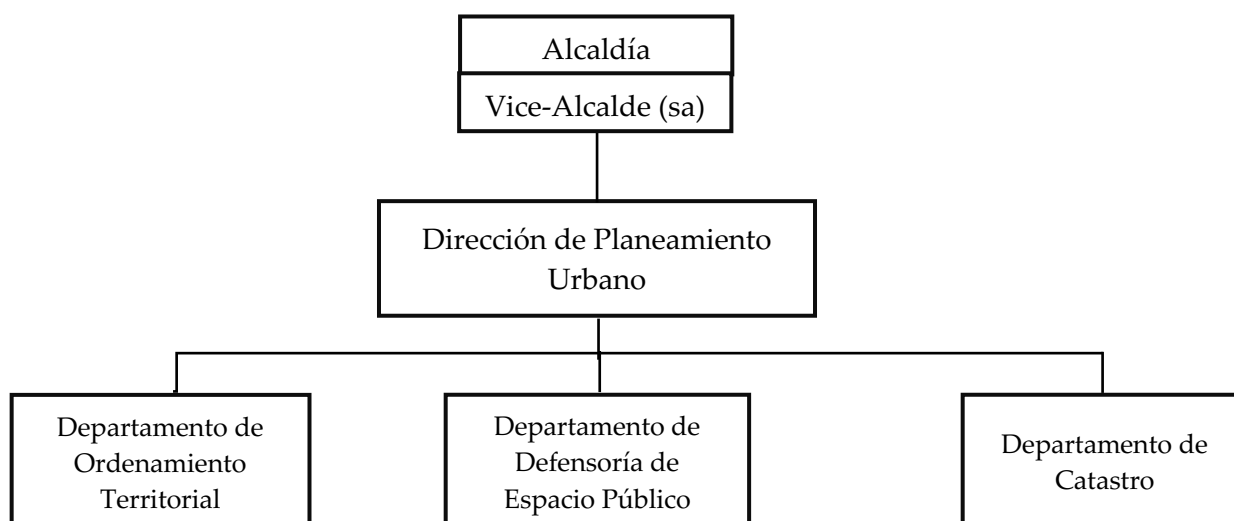 Alcaldía
Vice-Alcalde (sa)
Dirección de Planeamiento
Urbano
Departamento de
Ordenamiento
Territorial
Departamento de
Defensoría de
Espacio Público
Departamento de
Catastro